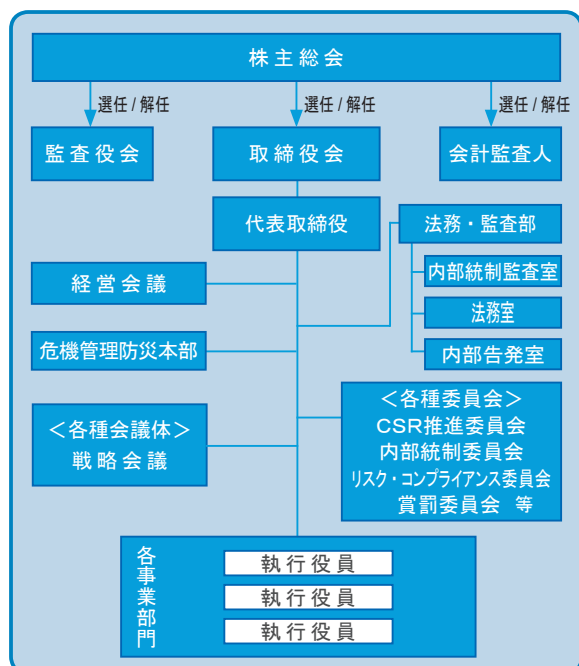 株主総会
選任 / 解任
選任 / 解任
選任 / 解任
監査役会
取締役会
会計監査人
代表取締役
法務・監査部
内部統制監査室
法務室
内部告発室
経営会議
危機管理防災本部
＜各種会議体＞
戦略会議
＜各種委員会＞
CSR推進委員会
内部統制委員会
リスク・コンプライアンス委員会
賞罰委員会 等
各事業部門
執行役員
執行役員
執行役員